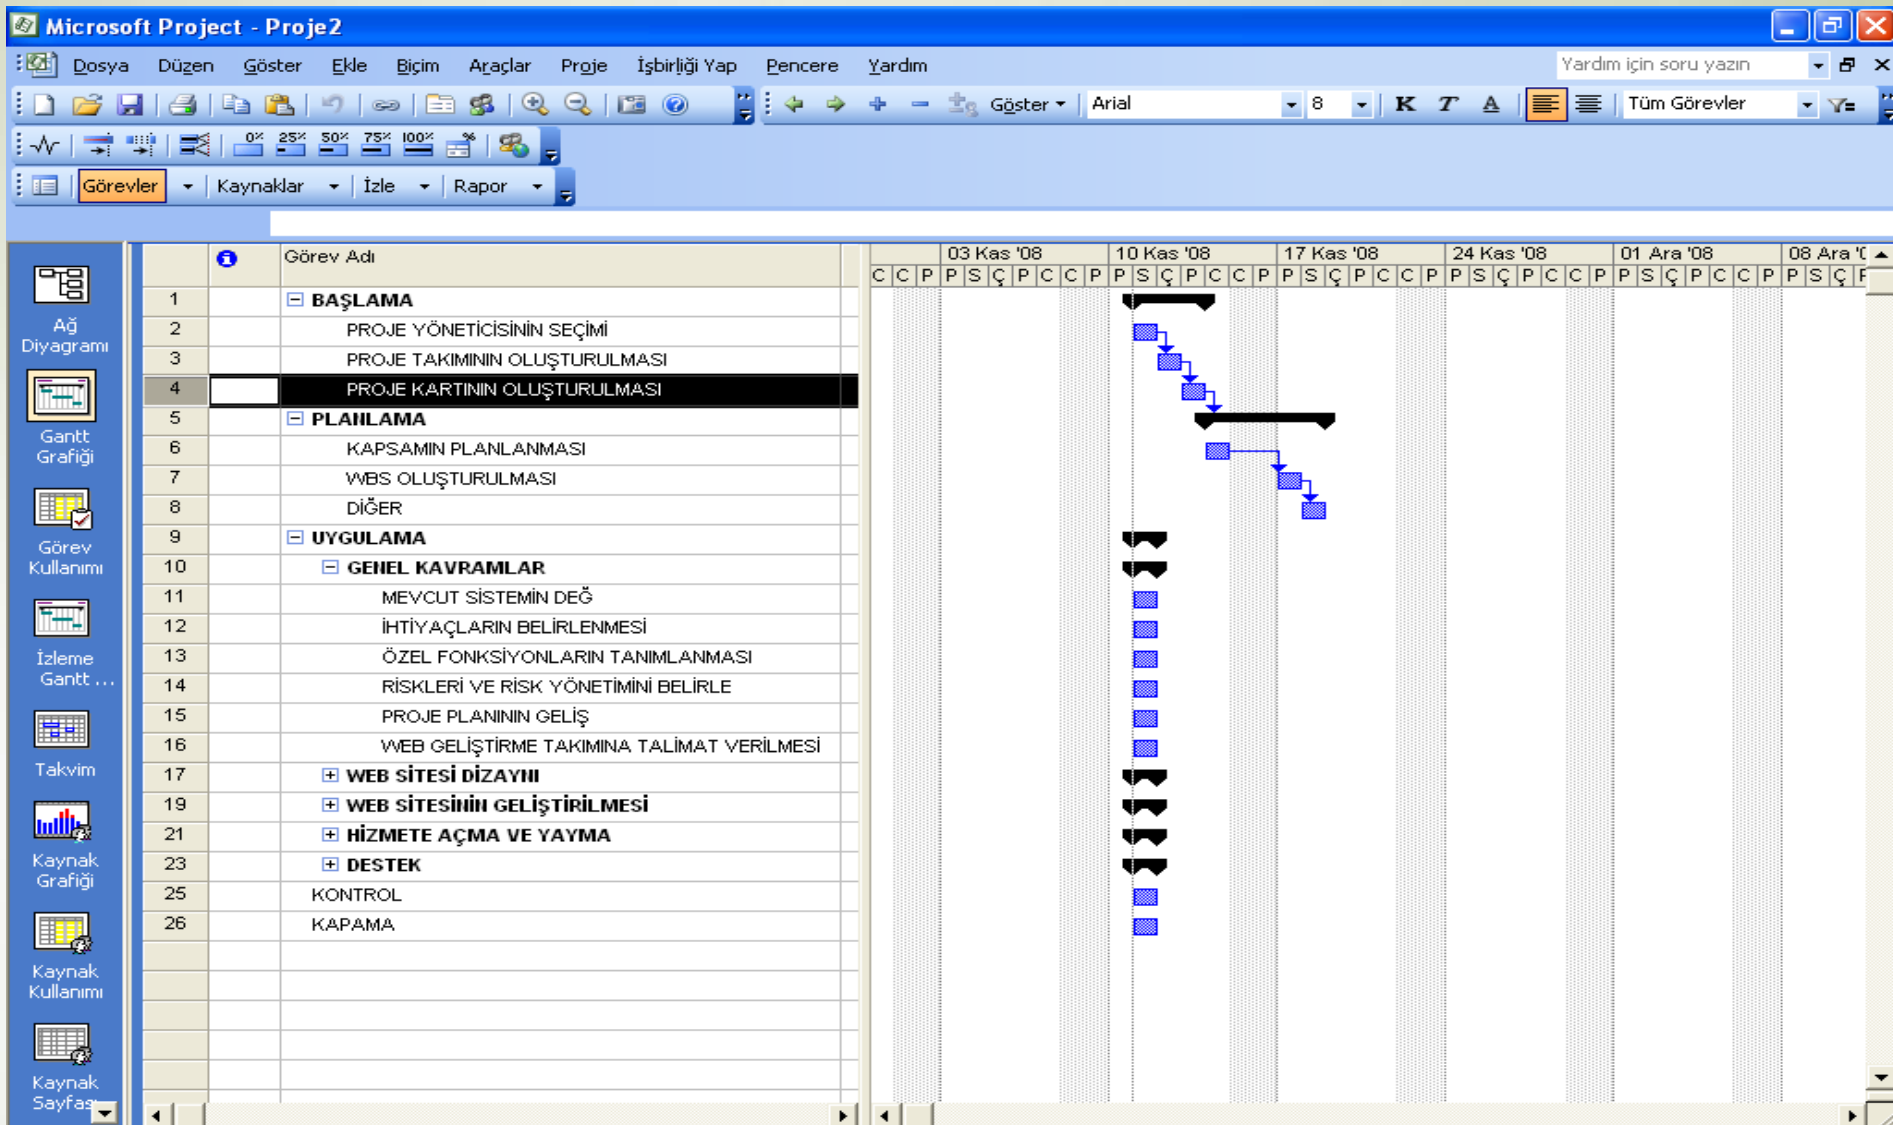 Microsoft Project - Proje2
Dosya Düzen Göster Ekle Biçim Araçlar Proje İşbirliği Yap Pencere Yardım Yardım için soru yazın
Göster Arial 8 K T A Tüm Görevler
0% 25% 50% 75% 100% %
Görevler Kaynaklar İzle Rapor
Ağ
Diyagramı
Gantt
Grafiği
Görev
Kullanımı
İzleme
Gantt ...
Takvim
Kaynak
Grafiği
Kaynak
Kullanımı
Kaynak
Görev Adı
1 BAŞLAMA
2 PROJE YÖNETİCİSİNİN SEÇİMİ
3 PROJE TAKIMININ OLUŞTURULMASI
4 PROJE KARTININ OLUŞTURULMASI
5 PLANLAMA
6 KAPSAMIN PLANLANMASI
7 WBS OLUŞTURULMASI
8 DİĞER
9 UYGULAMA
10 GENEL KAVRAMLAR
11 MEVCUT SİSTEMİN DEĞ
12 İHTİYAÇLARIN BELİRLENMESİ
13 ÖZEL FONKSİYONLARIN TANIMLANMASI
14 RİSKLERİ VE RİSK YÖNETİMİNİ BELİRLE
15 PROJE PLANININ GELİŞ
16 WEB GELİŞTİRME TAKIMINA TALİMAT VERİLMESİ
17 WEB SİTESİ DİZAYNI
19 WEB SİTESİNİN GELİŞTİRİLMESİ
21 HİZMETE AÇMA VE YAYMA
23 DESTEK
25 KONTROL
26 KAPAMA
03 Kas '08 10 Kas '08 17 Kas '08 24 Kas '08 01 Ara '08 08 Ara
C C P P S Ç P C C P P S Ç P C C P P S Ç P C C P P S Ç P C C P P S Ç P C C P P S Ç